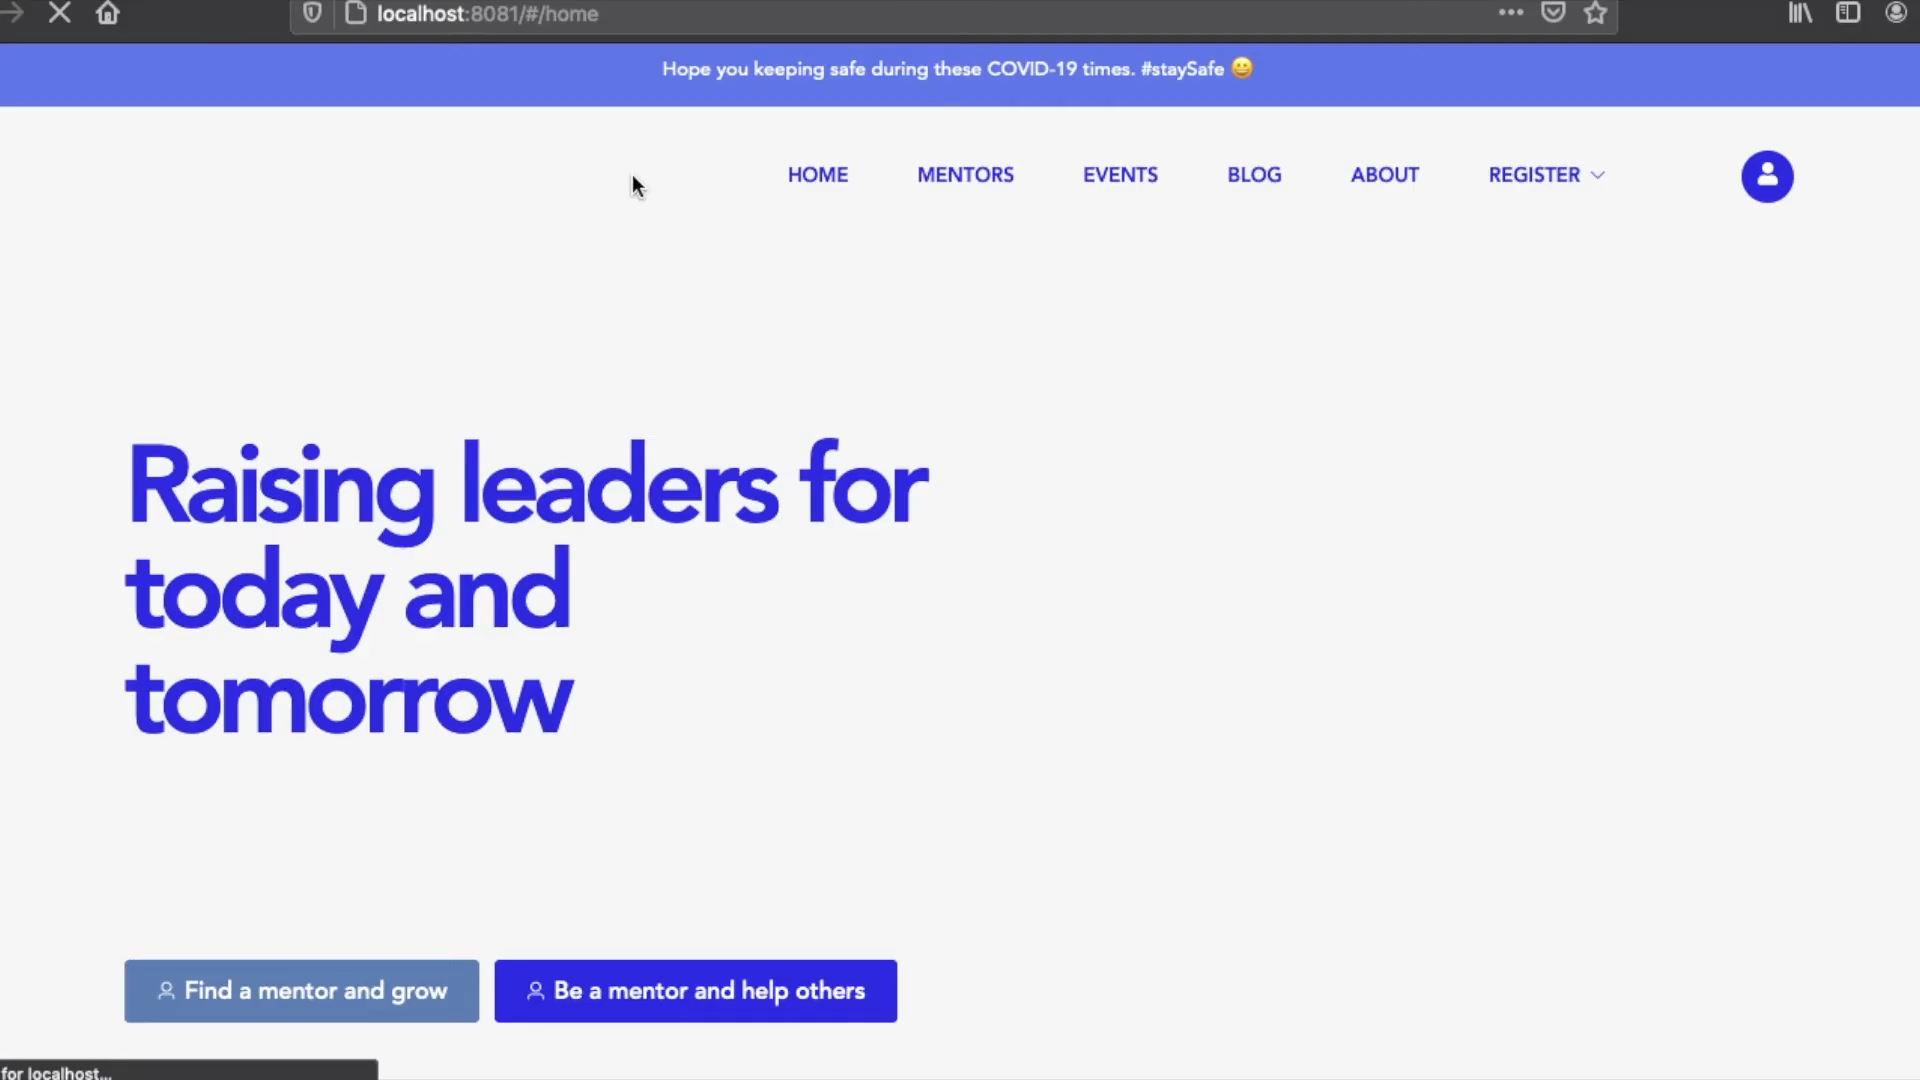 localhost:8081/#/home
Hope you keeping safe during these COVID-19 times. #staySafe 😀
HOME MENTORS EVENTS BLOG ABOUT REGISTER
Raising leaders for
today and
tomorrow
Find a mentor and grow
Be a mentor and help others
for localhost...